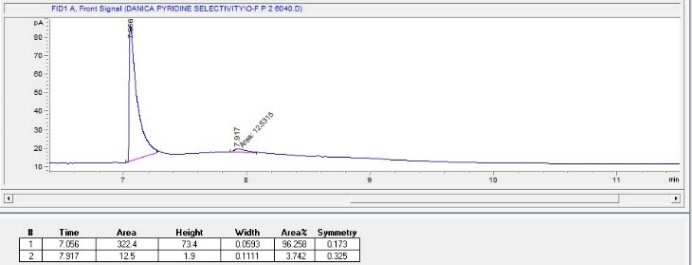 FID1 A, Front Signal (DANICA PYRIDINE SELECTIVITY\O-F P 2 6040.D)
pA
80
70
60
50
40
30
20
10
7.056
7.917
Area: 12.5315
7 8 9 10 11 min
# Time Area Height Width Area% Symmetry
1 7.056 322.4 73.4 0.0593 96.258 0.173
2 7.917 12.5 1.9 0.1111 3.742 0.325